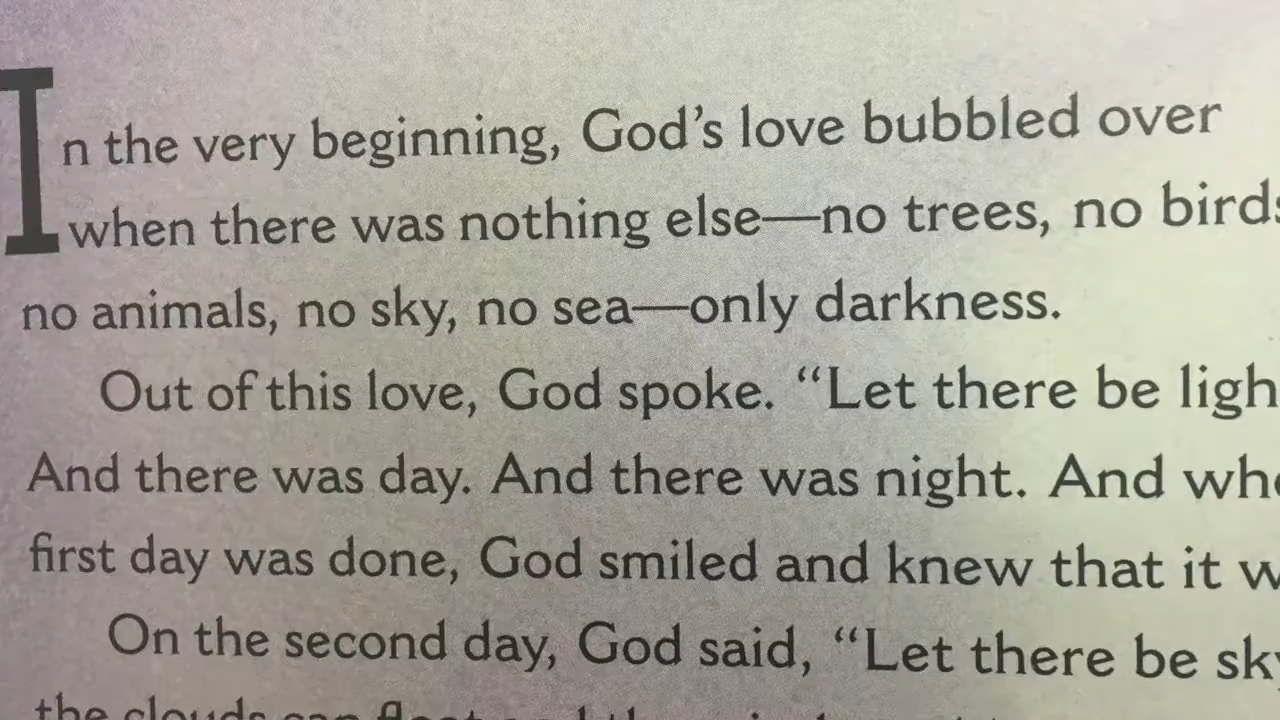 In the very beginning, God's love bubbled over
when there was nothing else—no trees, no birds
no animals, no sky, no sea—only darkness.
Out of this love, God spoke. “Let there be
And there was day. And there was night. And
first day was done, God smiled and knew that it
On the second day, God said, “Let there be
the clouds can